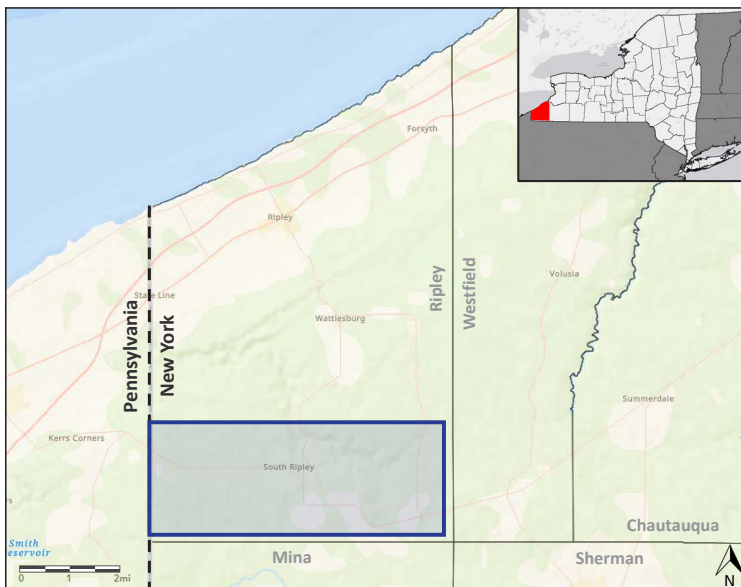 Forsyth
Ripley
State Line
Wattlesburg
Volusia
Ripley
Westfield
Pennsylvania
New York
Summerdale
Kerrs Corners
South Ripley
Chautauqua
Smith
eservoir
Mina
Sherman
0 1 2mi
N
rs